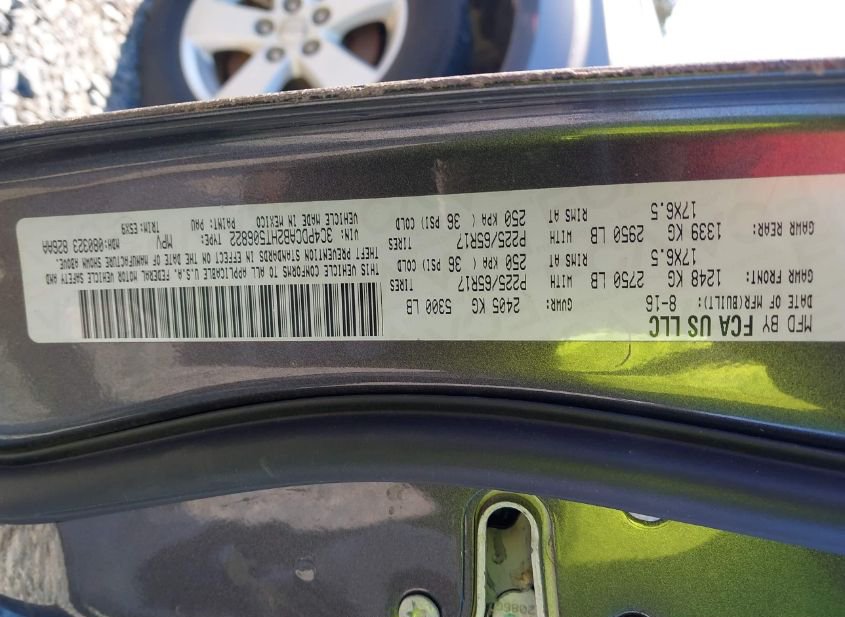 MFD BY FCA US LLC
DATE OF MFR(BUILT): 8-16
GVWR: 2405 KG 5300 LB
GAWR FRONT: 1248 KG 2750 LB WITH P225/65R17 TIRES
17X6.5 RIMS AT 250 KPA ( 36 PSI) COLD
GAWR REAR: 1339 KG 2950 LB WITH P225/65R17 TIRES
17X6.5 RIMS AT 250 KPA ( 36 PSI) COLD
THIS VEHICLE CONFORMS TO ALL APPLICABLE U.S.A. FEDERAL MOTOR VEHICLE SAFETY AND
THEFT PREVENTION STANDARDS IN EFFECT ON THE DATE OF MANUFACTURE SHOWN ABOVE.
VIN: 3C4PDCAB2HT506822 TYPE: MPV MDH:080323 026AA
VEHICLE MADE IN MEXICO PAINT: PAU TRIM: E5X9